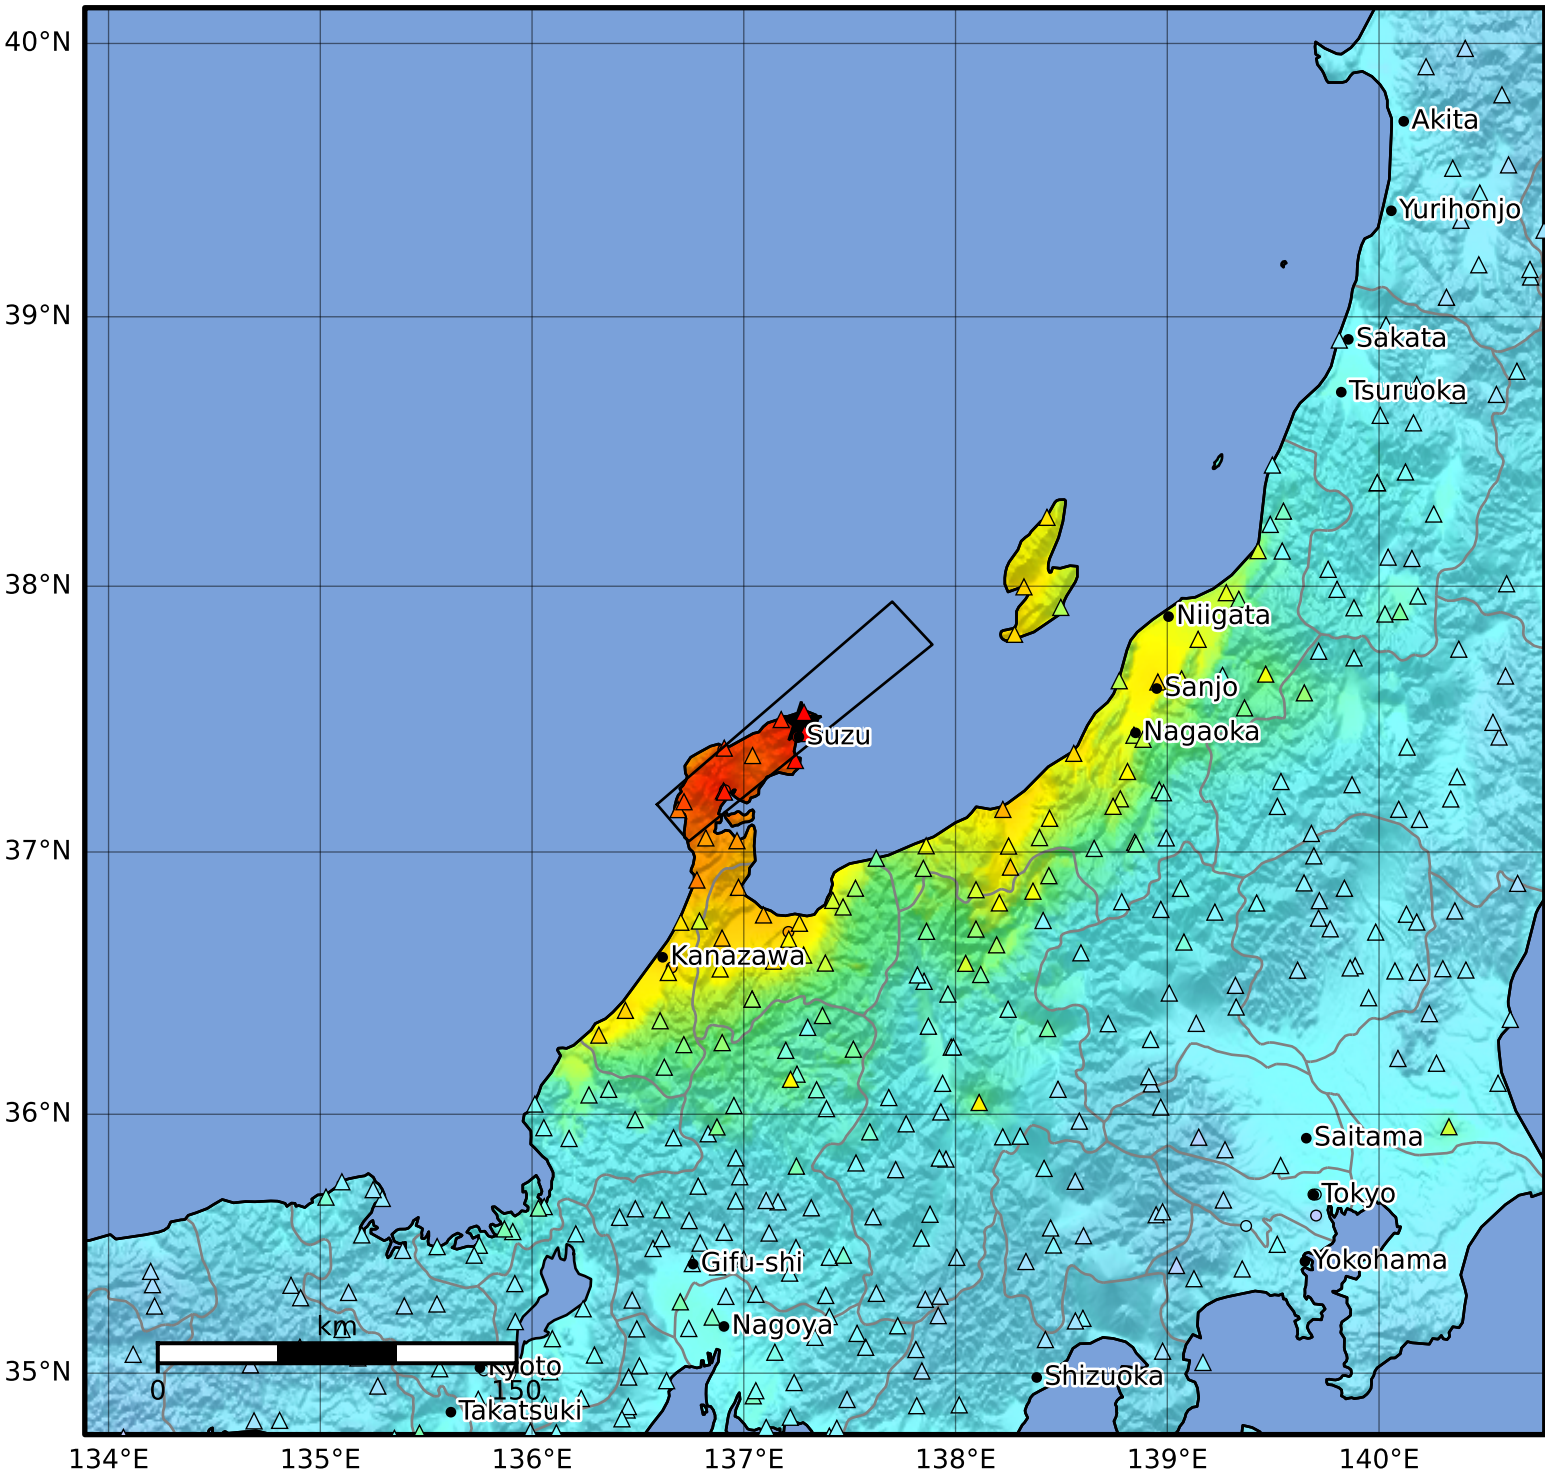 40°N
Akita
Yurihonjo
39°N
Sakata
Tsuruoka
38°N
Niigata
Sanjo
Nagaoka
Suzu
37°N
Kanazawa
36°N
Saitama
Tokyo
Yokohama
Gifu-shi
Nagoya
km
35°N
Kyoto
Shizuoka
0
150
Takatsuki
134°E
135°E
136°E
137°E
138°E
139°E
140°E